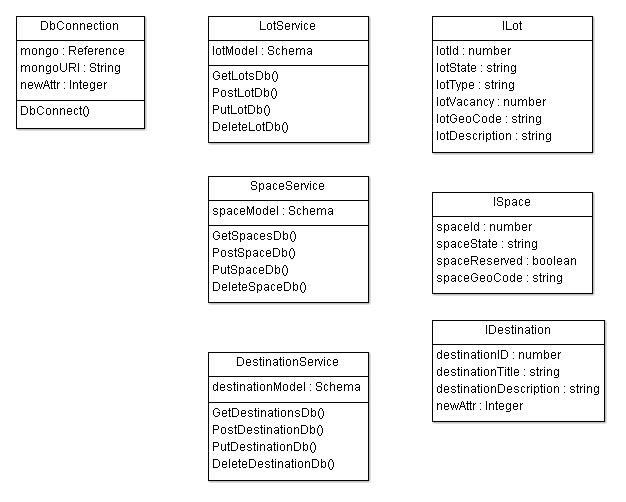 DbConnection
mongo : Reference
mongoURI : String
newAttr : Integer
DbConnect()
LotService
lotModel : Schema
GetLotsDb()
PostLotDb()
PutLotDb()
DeleteLotDb()
ILot
lotId : number
lotState : string
lotType : string
lotVacancy : number
lotGeoCode : string
lotDescription : string
SpaceService
spaceModel : Schema
GetSpacesDb()
PostSpaceDb()
PutSpaceDb()
DeleteSpaceDb()
ISpace
spaceId : number
spaceState : string
spaceReserved : boolean
spaceGeoCode : string
DestinationService
destinationModel : Schema
GetDestinationsDb()
PostDestinationDb()
PutDestinationDb()
DeleteDestinationDb()
IDestination
destinationID : number
destinationTitle : string
destinationDescription : string
newAttr : Integer